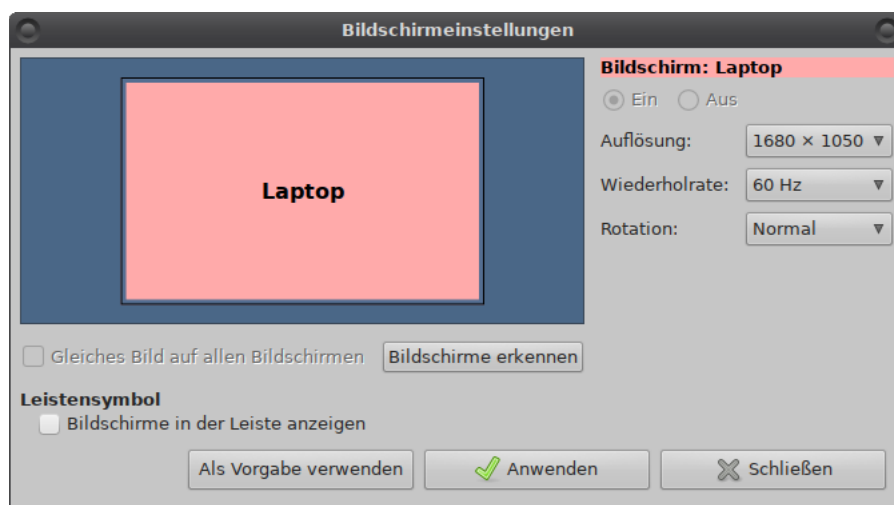 Bildschirmeinstellungen
Laptop
Bildschirm: Laptop
Ein Aus
Auflösung: 1680 × 1050
Wiederholrate: 60 Hz
Rotation: Normal
Gleiches Bild auf allen Bildschirmen Bildschirme erkennen
Leistensymbol
Bildschirme in der Leiste anzeigen
Als Vorgabe verwenden Anwenden Schließen